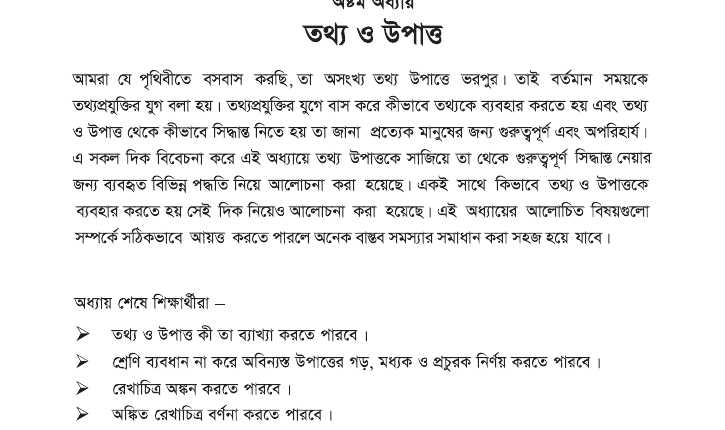 অষ্টম অধ্যায়
তথ্য ও উপাত্ত
আমরা যে পৃথিবীতে বসবাস করছি, তা অসংখ্য তথ্য উপাত্তে ভরপুর। তাই বর্তমান সময়কে
তথ্যপ্রযুক্তির যুগ বলা হয়। তথ্যপ্রযুক্তির যুগে বাস করে কীভাবে তথ্যকে ব্যবহার করতে হয় এবং তথ্য
ও উপাত্ত থেকে কীভাবে সিদ্ধান্ত নিতে হয় তা জানা প্রত্যেক মানুষের জন্য গুরুত্বপূর্ণ এবং অপরিহার্য।
এ সকল দিক বিবেচনা করে এই অধ্যায়ে তথ্য উপাত্তকে সাজিয়ে তা থেকে গুরুত্বপূর্ণ সিদ্ধান্ত নেয়ার
জন্য ব্যবহৃত বিভিন্ন পদ্ধতি নিয়ে আলোচনা করা হয়েছে। একই সাথে কিভাবে তথ্য ও উপাত্তকে
ব্যবহার করতে হয় সেই দিক নিয়েও আলোচনা করা হয়েছে। এই অধ্যায়ের আলোচিত বিষয়গুলো
সম্পর্কে সঠিকভাবে আয়ত্ত করতে পারলে অনেক বাস্তব সমস্যার সমাধান করা সহজ হয়ে যাবে।
অধ্যায় শেষে শিক্ষার্থীরা –
➢ তথ্য ও উপাত্ত কী তা ব্যাখ্যা করতে পারবে।
➢ শ্রেণি ব্যবধান না করে অবিন্যস্ত উপাত্তের গড়, মধ্যক ও প্রচুরক নির্ণয় করতে পারবে।
➢ রেখাচিত্র অঙ্কন করতে পারবে।
➢ অঙ্কিত রেখাচিত্র বর্ণনা করতে পারবে।